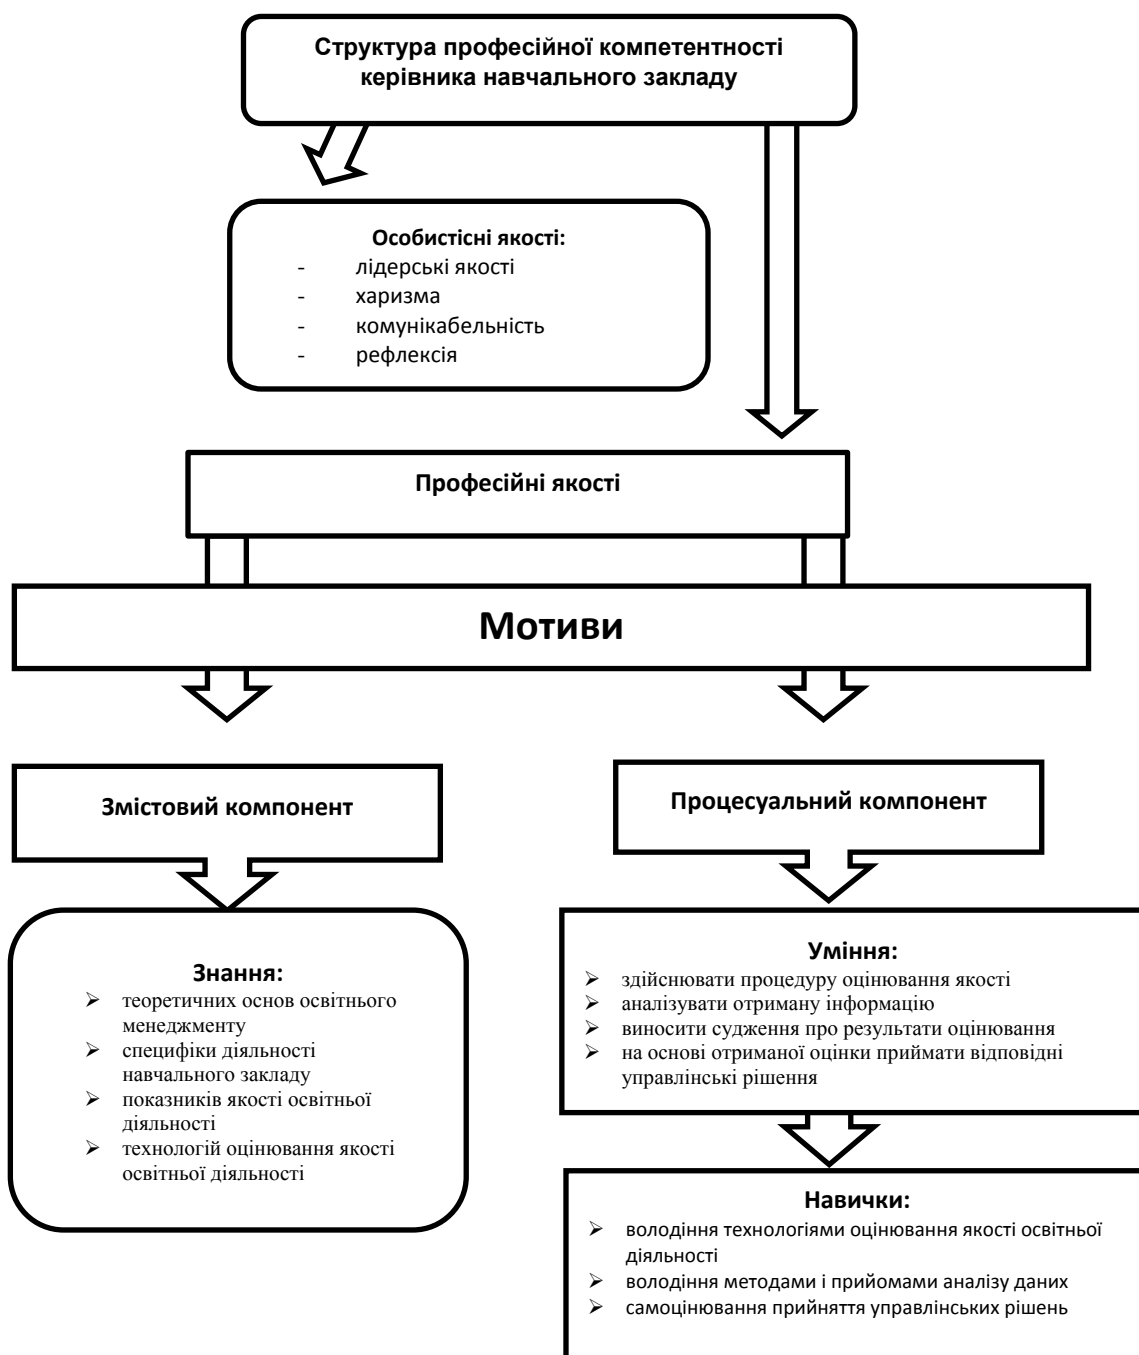 Структура професійної компетентності
керівника навчального закладу
Особистісні якості:
- лідерські якості
- харизма
- комунікабельність
- рефлексія
Професійні якості
Мотиви
Змістовий компонент
Процесуальний компонент
Знання:
➢ теоретичних основ освітнього
менеджменту
➢ специфіки діяльності
навчального закладу
➢ показників якості освітньої
діяльності
➢ технологій оцінювання якості
освітньої діяльності
Уміння:
➢ здійснювати процедуру оцінювання якості
➢ аналізувати отриману інформацію
➢ виносити судження про результати оцінювання
➢ на основі отриманої оцінки приймати відповідні
управлінські рішення
Навички:
➢ володіння технологіями оцінювання якості освітньої
діяльності
➢ володіння методами і прийомами аналізу даних
➢ самоцінювання прийняття управлінських рішень